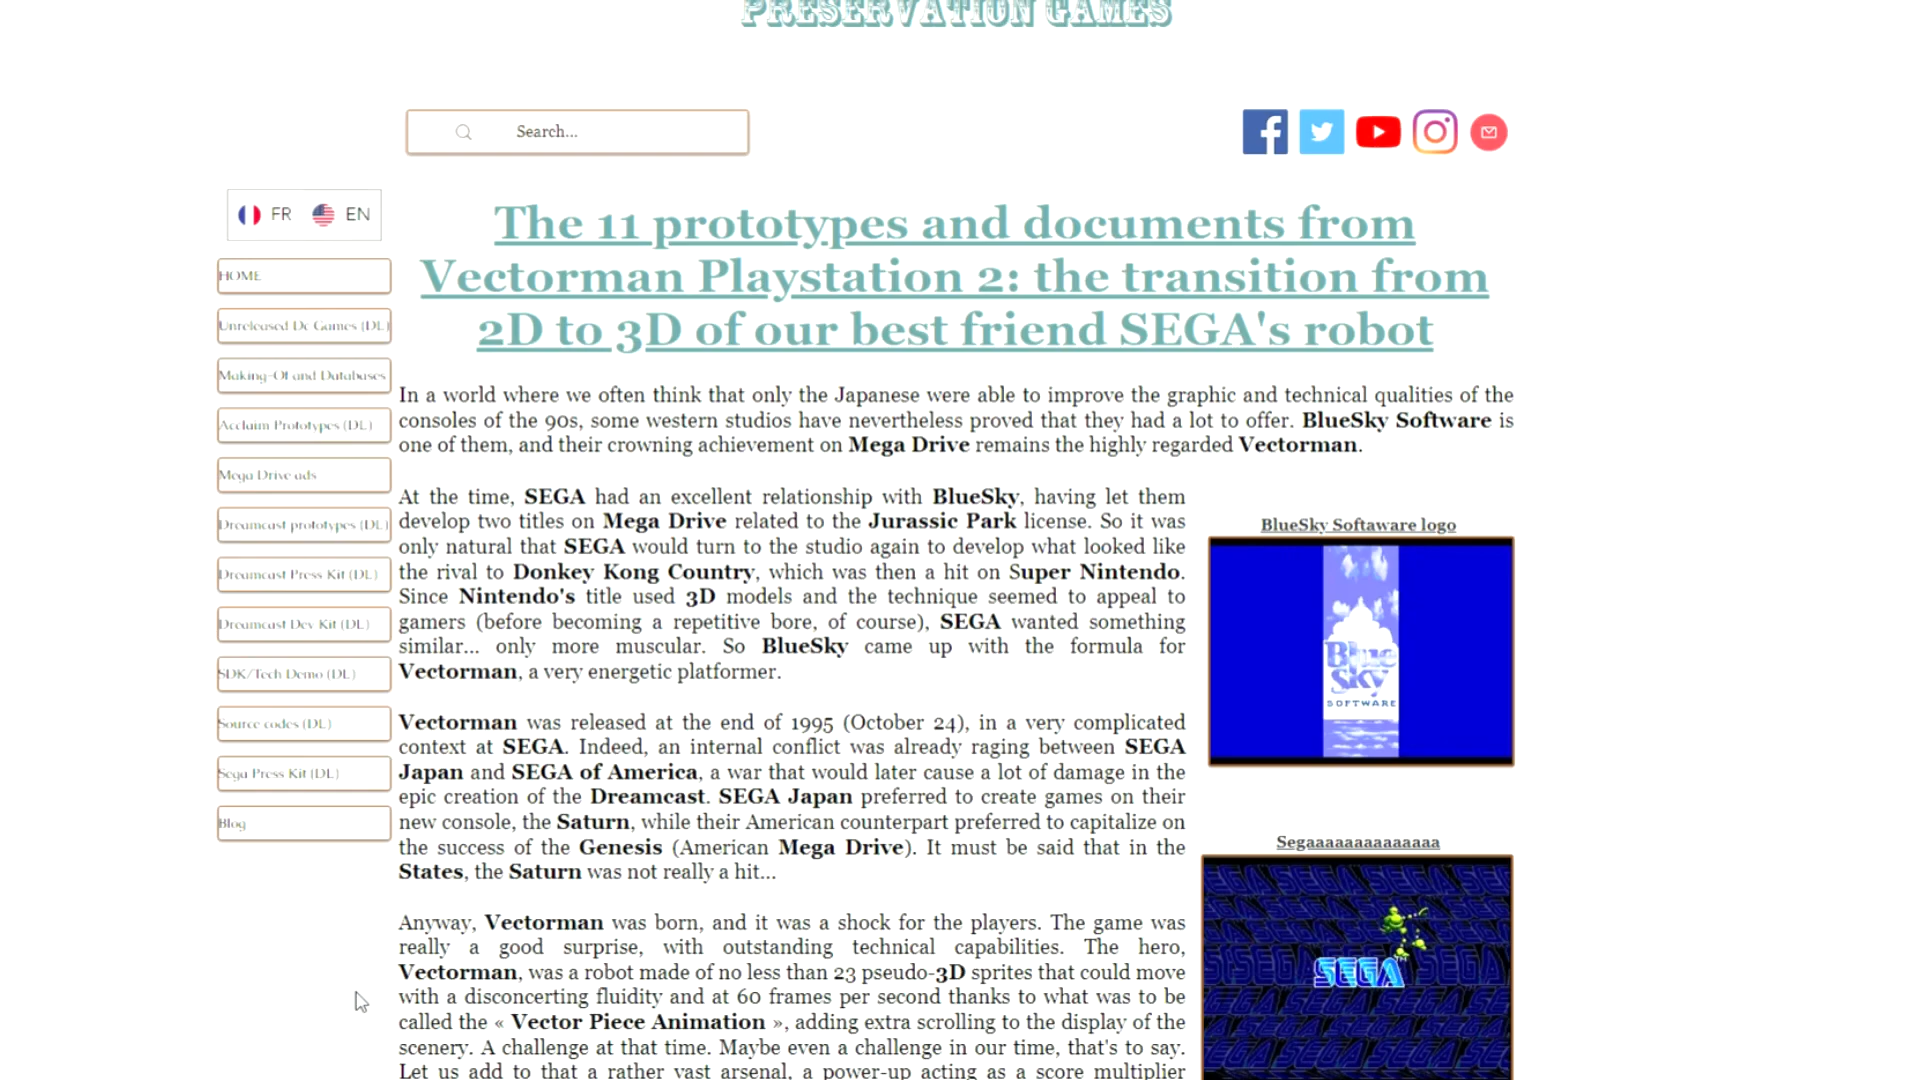 PRESERVATION GAMES
Search...
FR EN
HOME
Unreleased Dc Games (DL)
Making-Of and Databases
Acclaim Prototypes (DL)
Mega Drive ads
Dreamcast prototypes (DL)
Dreamcast Press Kit (DL)
Dreamcast Dev Kit (DL)
SDK/Tech Demo (DL)
Source codes (DL)
Sega Press Kit (DL)
Blog
The 11 prototypes and documents from
Vectorman Playstation 2: the transition from
2D to 3D of our best friend SEGA's robot
In a world where we often think that only the Japanese were able to improve the graphic and technical qualities of the
consoles of the 90s, some western studios have nevertheless proved that they had a lot to offer. BlueSky Software is
one of them, and their crowning achievement on Mega Drive remains the highly regarded Vectorman.
At the time, SEGA had an excellent relationship with BlueSky, having let them
develop two titles on Mega Drive related to the Jurassic Park license. So it was
only natural that SEGA would turn to the studio again to develop what looked like
the rival to Donkey Kong Country, which was then a hit on Super Nintendo.
Since Nintendo's title used 3D models and the technique seemed to appeal to
gamers (before becoming a repetitive bore, of course), SEGA wanted something
similar... only more muscular. So BlueSky came up with the formula for
Vectorman, a very energetic platformer.
Vectorman was released at the end of 1995 (October 24), in a very complicated
context at SEGA. Indeed, an internal conflict was already raging between SEGA
Japan and SEGA of America, a war that would later cause a lot of damage in the
epic creation of the Dreamcast. SEGA Japan preferred to create games on their
new console, the Saturn, while their American counterpart preferred to capitalize on
the success of the Genesis (American Mega Drive). It must be said that in the
States, the Saturn was not really a hit...
Anyway, Vectorman was born, and it was a shock for the players. The game was
really a good surprise, with outstanding technical capabilities. The hero,
Vectorman, was a robot made of no less than 23 pseudo-3D sprites that could move
with a disconcerting fluidity and at 60 frames per second thanks to what was to be
called the « Vector Piece Animation », adding extra scrolling to the display of the
scenery. A challenge at that time. Maybe even a challenge in our time, that's to say.
Let us add to that a rather vast arsenal, a power-up acting as a score multiplier
BlueSky Softaware logo
Blue
Sky
SOFTWARE
Segaaaaaaaaaaaaaa
SEGA